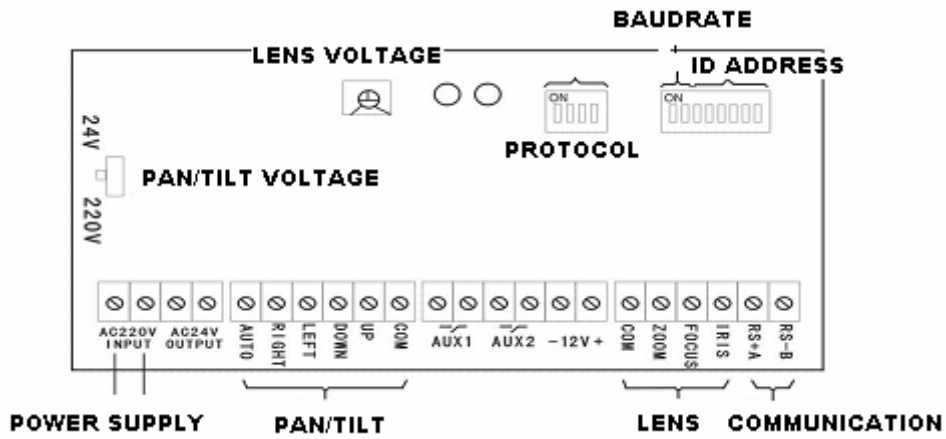 BAUDRATE
LENS VOLTAGE
ID ADDRESS
ON
ON
PROTOCOL
24V
PAN/TILT VOLTAGE
220V
AC220V
INPUT
AC24V
OUTPUT
AUTO
RIGHT
LEFT
DOWN
UP
COM
AUX1
AUX2
-12V+
COM
ZOOM
FOCUS
IRIS
RS+A
RS-B
POWER SUPPLY
PAN/TILT
LENS
COMMUNICATION